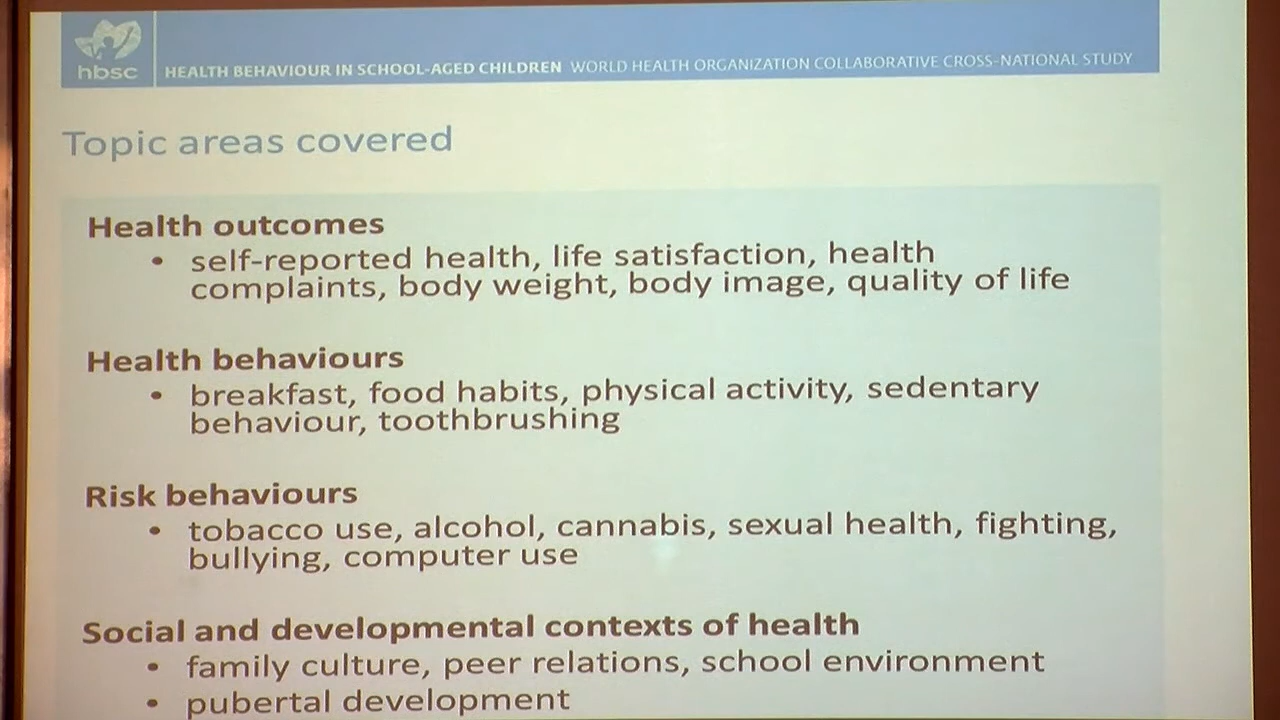 hbsc
HEALTH BEHAVIOUR IN SCHOOL-AGED CHILDREN WORLD HEALTH ORGANIZATION COLLABORATIVE CROSS-NATIONAL STUDY
Topic areas covered
Health outcomes
• self-reported health, life satisfaction, health
complaints, body weight, body image, quality of life
Health behaviours
• breakfast, food habits, physical activity, sedentary
behaviour, toothbrushing
Risk behaviours
• tobacco use, alcohol, cannabis, sexual health, fighting,
bullying, computer use
Social and developmental contexts of health
• family culture, peer relations, school environment
• pubertal development